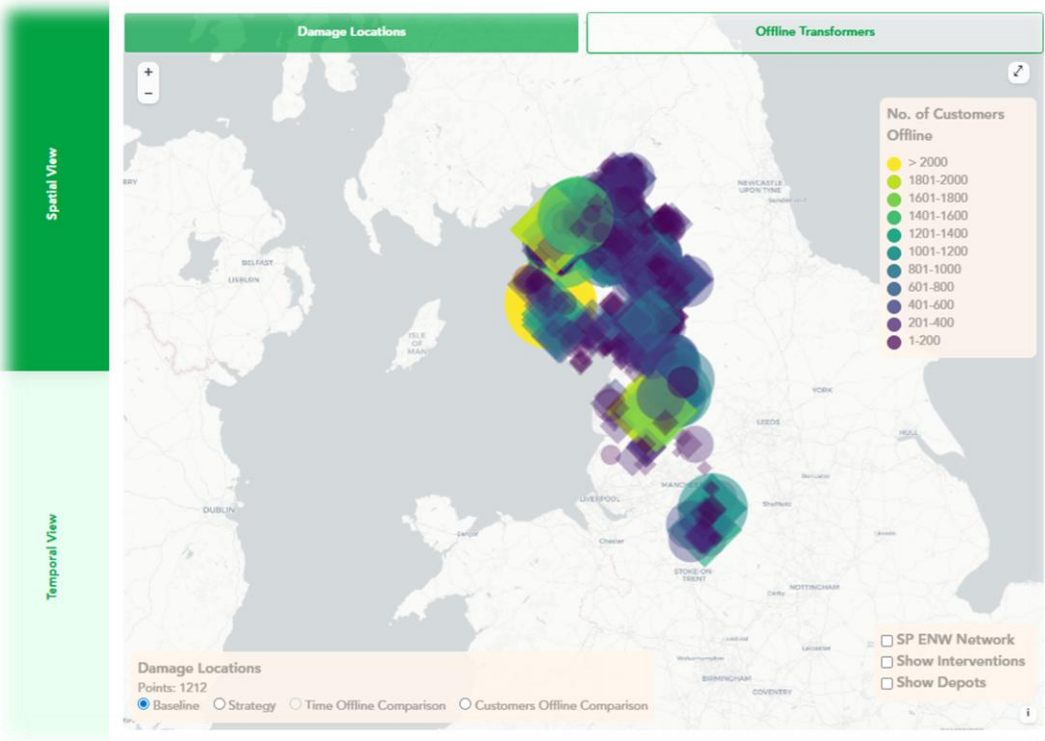 Damage Locations
Offline Transformers
Spatial View
Temporal View
+
−
No. of Customers
Offline
> 2000
1801-2000
1601-1800
1401-1600
1201-1400
1001-1200
801-1000
601-800
401-600
201-400
1-200
NEWCASTLE
UPON TYNE
BELFAST
LISBURN
ISLE
OF
MAN
YORK
LEEDS
HULL
LIVERPOOL
Sheffield
DUBLIN
Chester
STOKE-ON-
TRENT
NOTTINGHAM
Derby
BIRMINGHAM
COVENTRY
SP ENW Network
Show Interventions
Show Depots
Damage Locations
Points: 1212
Baseline Strategy Time Offline Comparison Customers Offline Comparison
i